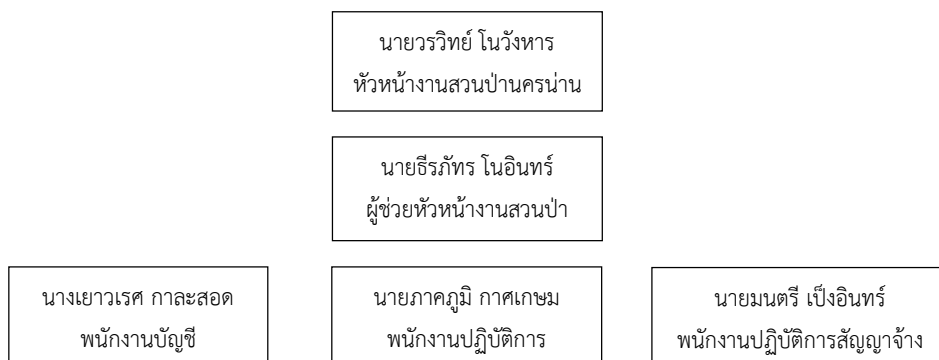 นายวรวิทย์ โนวังหาร
หัวหน้างานสวนป่านครน่าน
นายธีรภัทร โนอินทร์
ผู้ช่วยหัวหน้างานสวนป่า
นางเยาวเรศ กาละสอด
พนักงานบัญชี
นายภาคภูมิ กาศเกษม
พนักงานปฏิบัติการ
นายมนตรี เป็งอินทร์
พนักงานปฏิบัติการสัญญาจ้าง